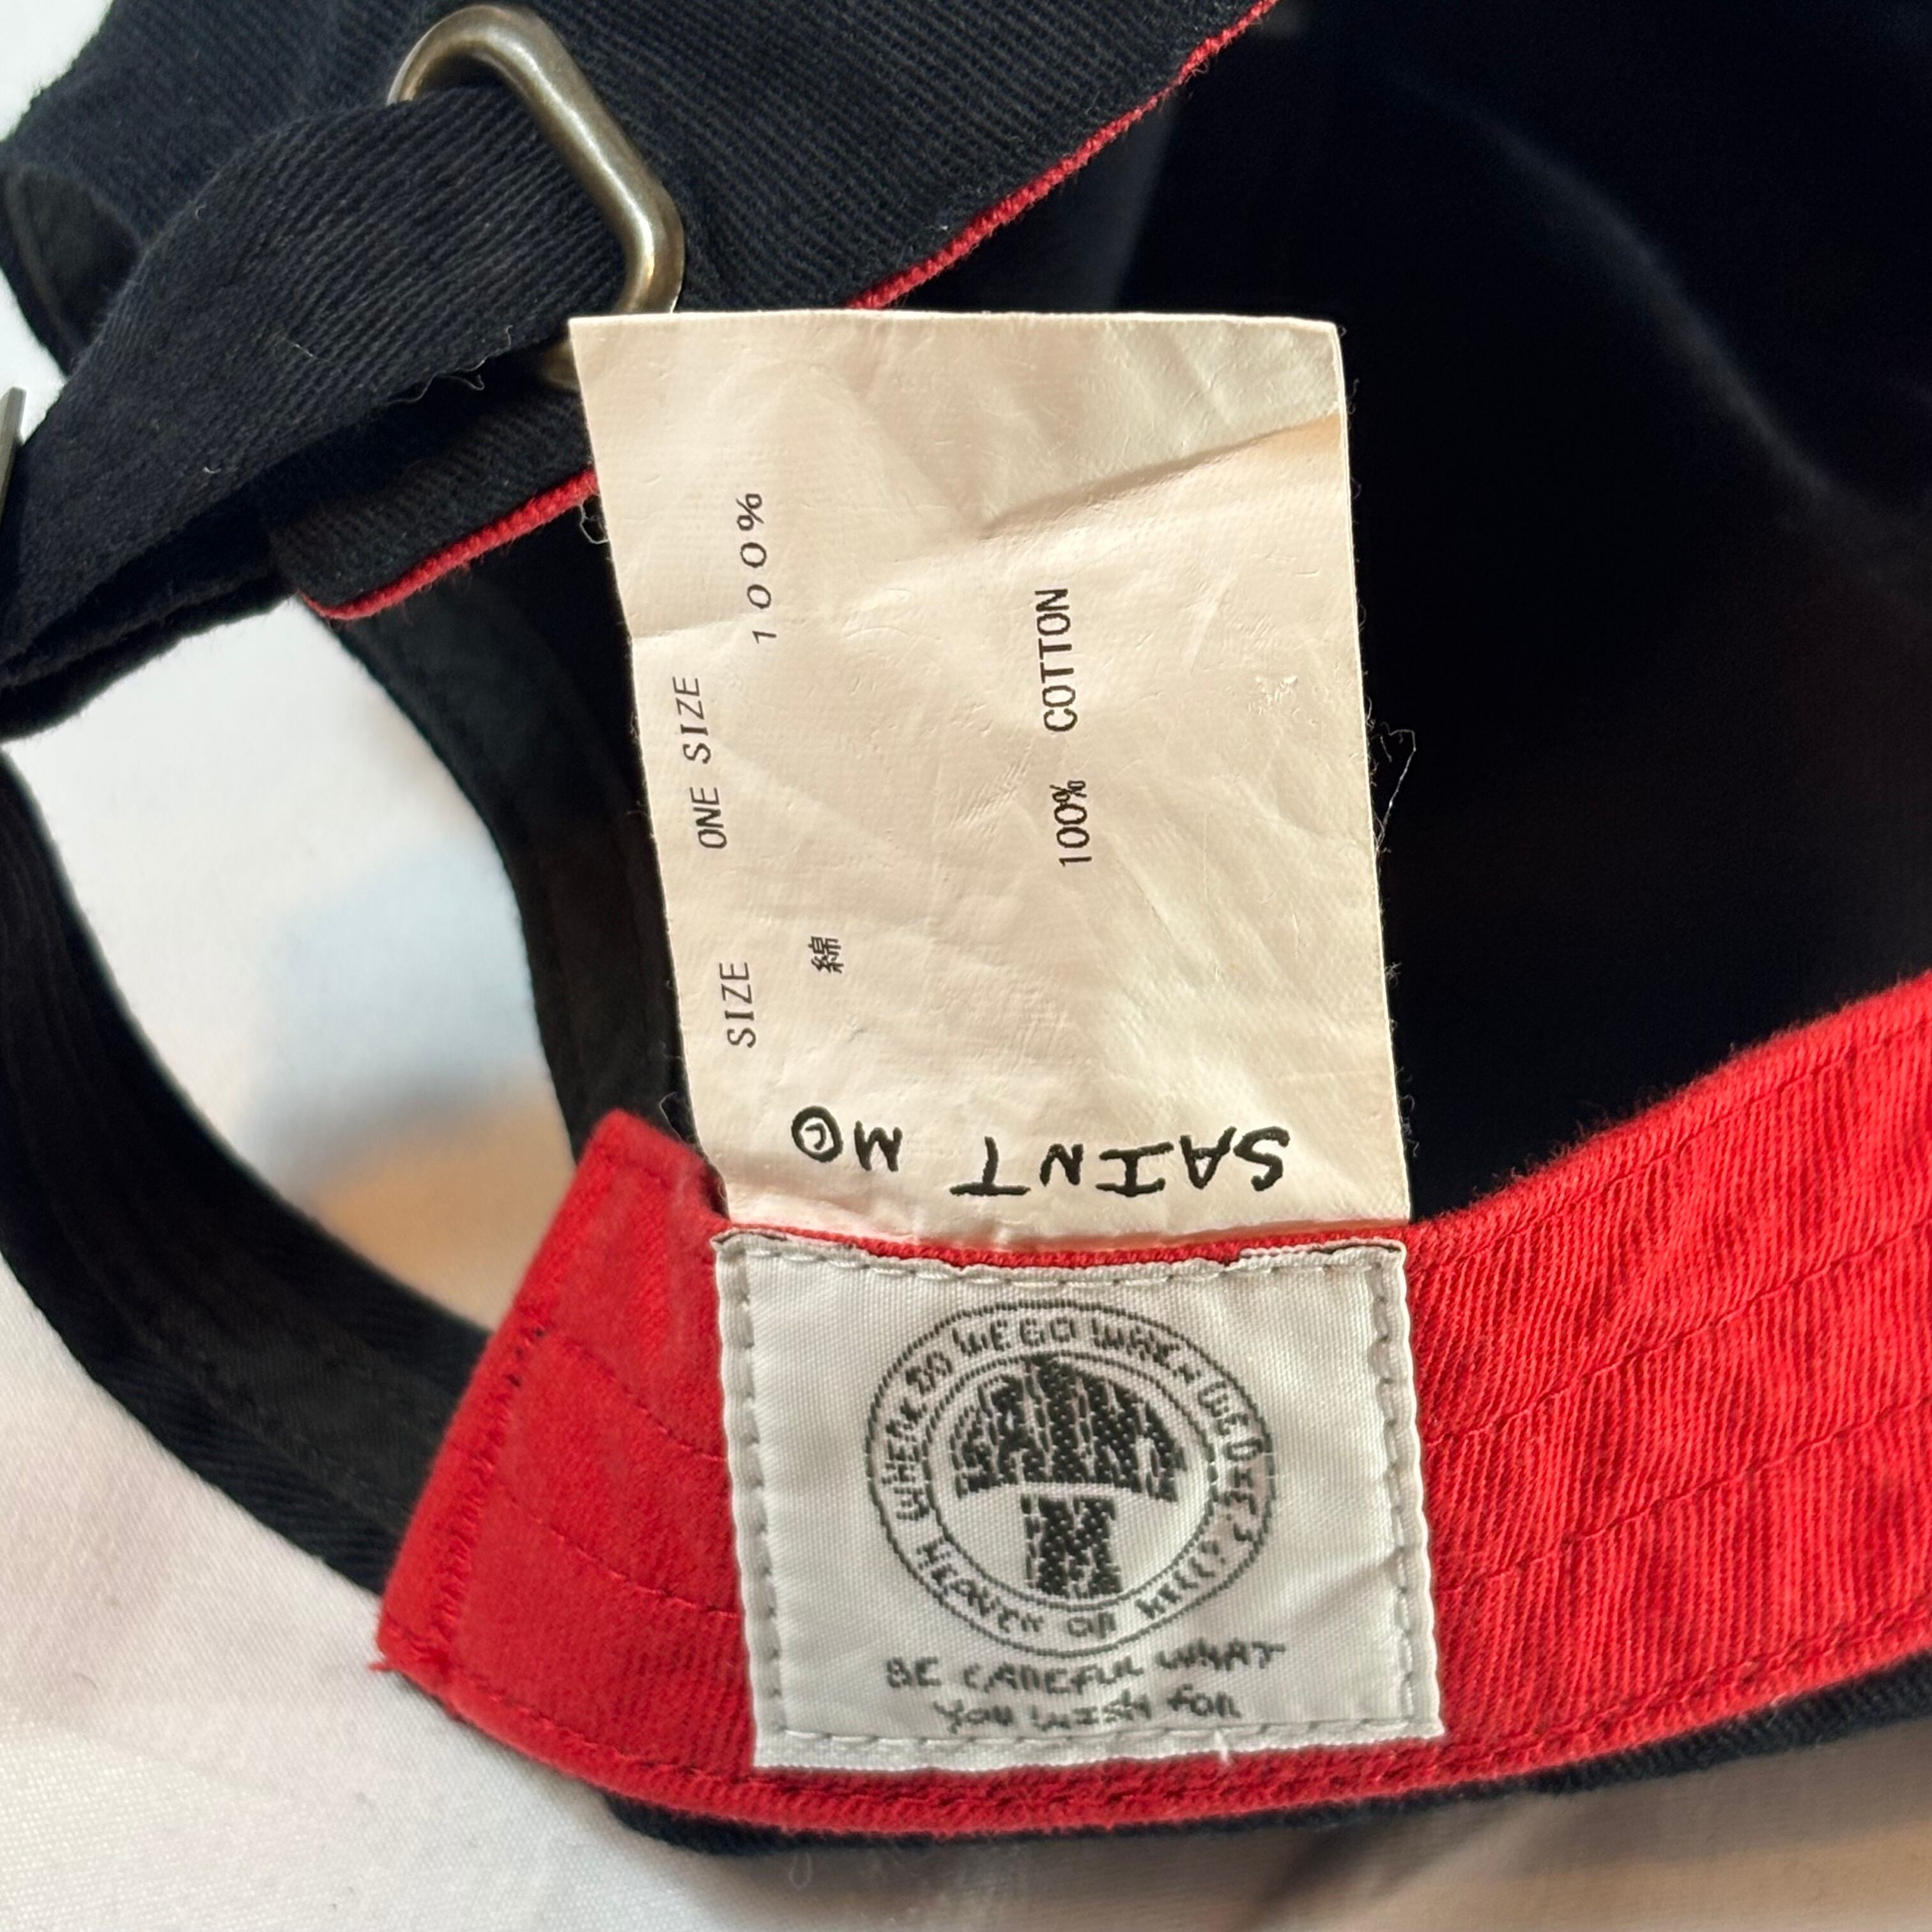 SIZE ONE SIZE
綿 100%
100% COTTON
SAINT M©
WHERE DO WE GO WHEN WE DIE?
HEAVEN OR HELL?
BE CAREFUL WHAT
YOU WISH FOR